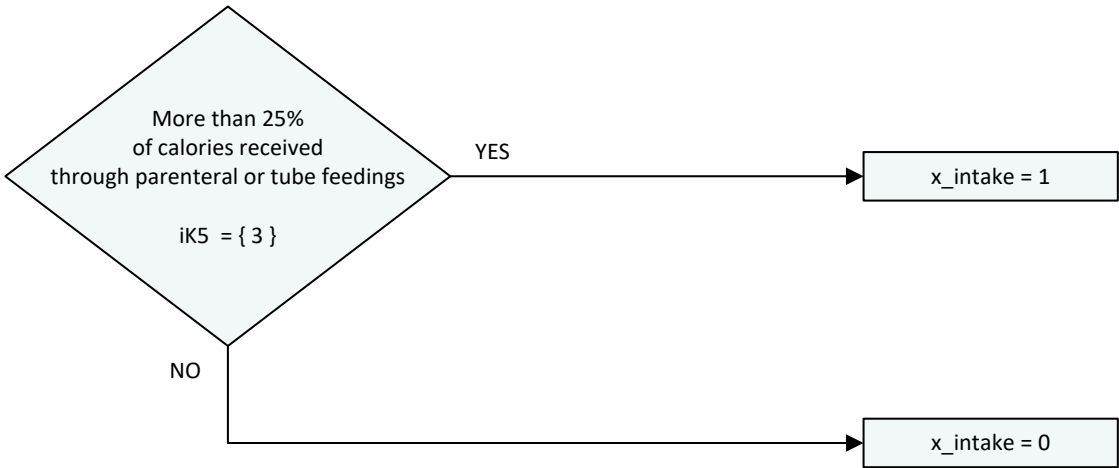 More than 25%
of calories received
through parenteral or tube feedings
iK5 = { 3 }
YES
x_intake = 1
NO
x_intake = 0